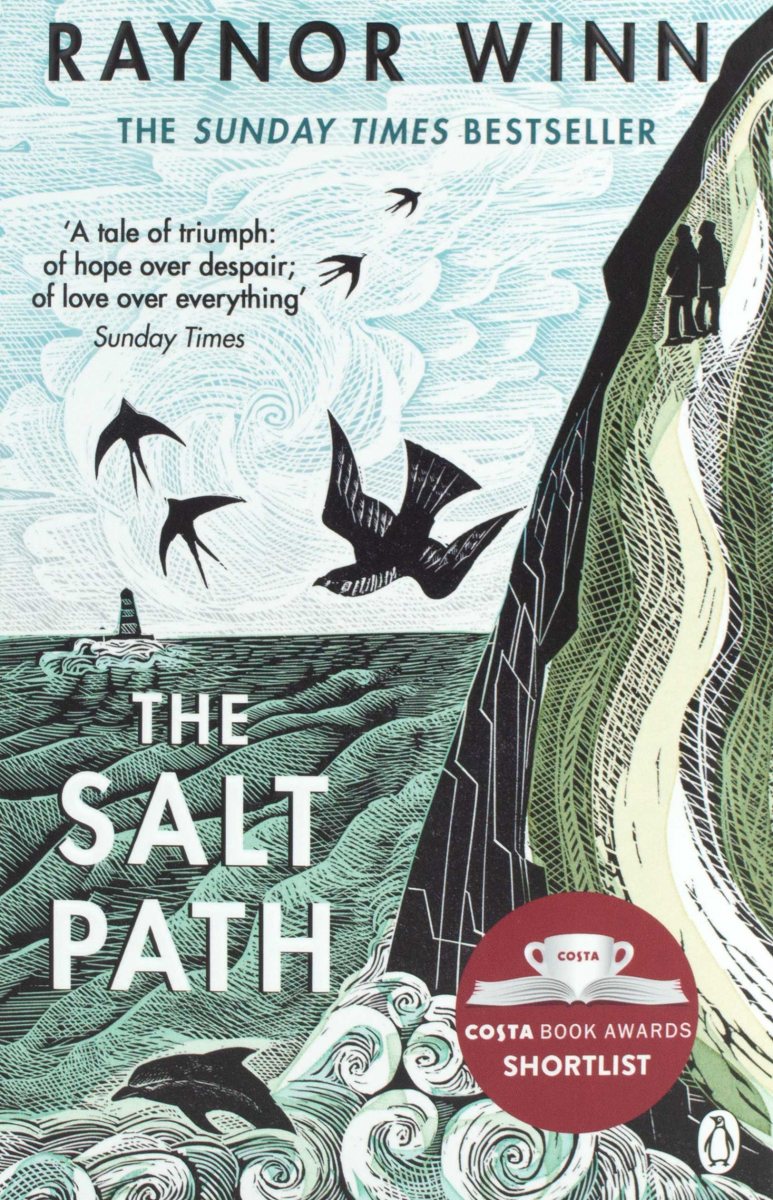 RAYNOR WINN
THE SUNDAY TIMES BESTSELLER
‘A tale of triumph:
of hope over despair;
of love over everything’
Sunday Times
THE
SALT
PATH
COSTA
COSTA BOOK AWARDS
SHORTLIST